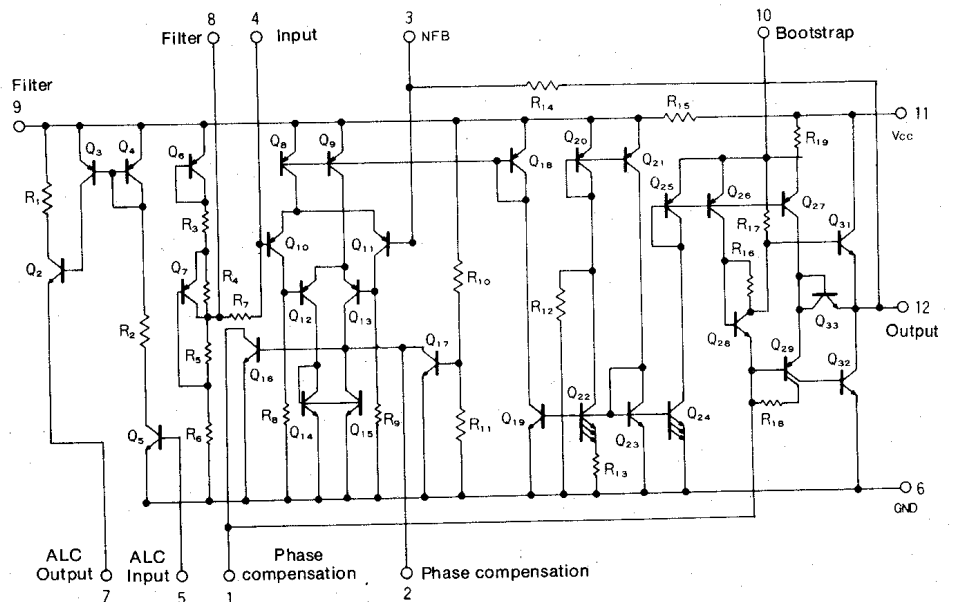 8
4
3
10
Filter
Input
NFB
Bootstrap
Filter
9
R14
R15
11
Vcc
Q3
Q4
Q6
Q8
Q9
Q18
Q20
Q21
R19
Q25
Q26
Q27
R1
R3
R17
Q31
Q10
Q11
R16
Q2
Q7
R4
R7
R10
R12
Q12
Q13
12
Output
Q33
R2
R5
Q16
Q17
Q28
Q29
Q32
Q5
R6
R8
Q14
Q15
R9
R11
Q19
Q22
Q23
Q24
R18
R13
6
GND
ALC
Output
7
ALC
Input
5
Phase
compensation
1
Phase compensation
2